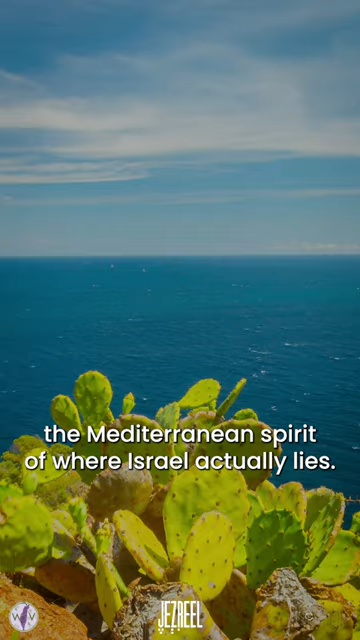 the Mediterranean spirit
of where Israel actually lies.
JEZREEL